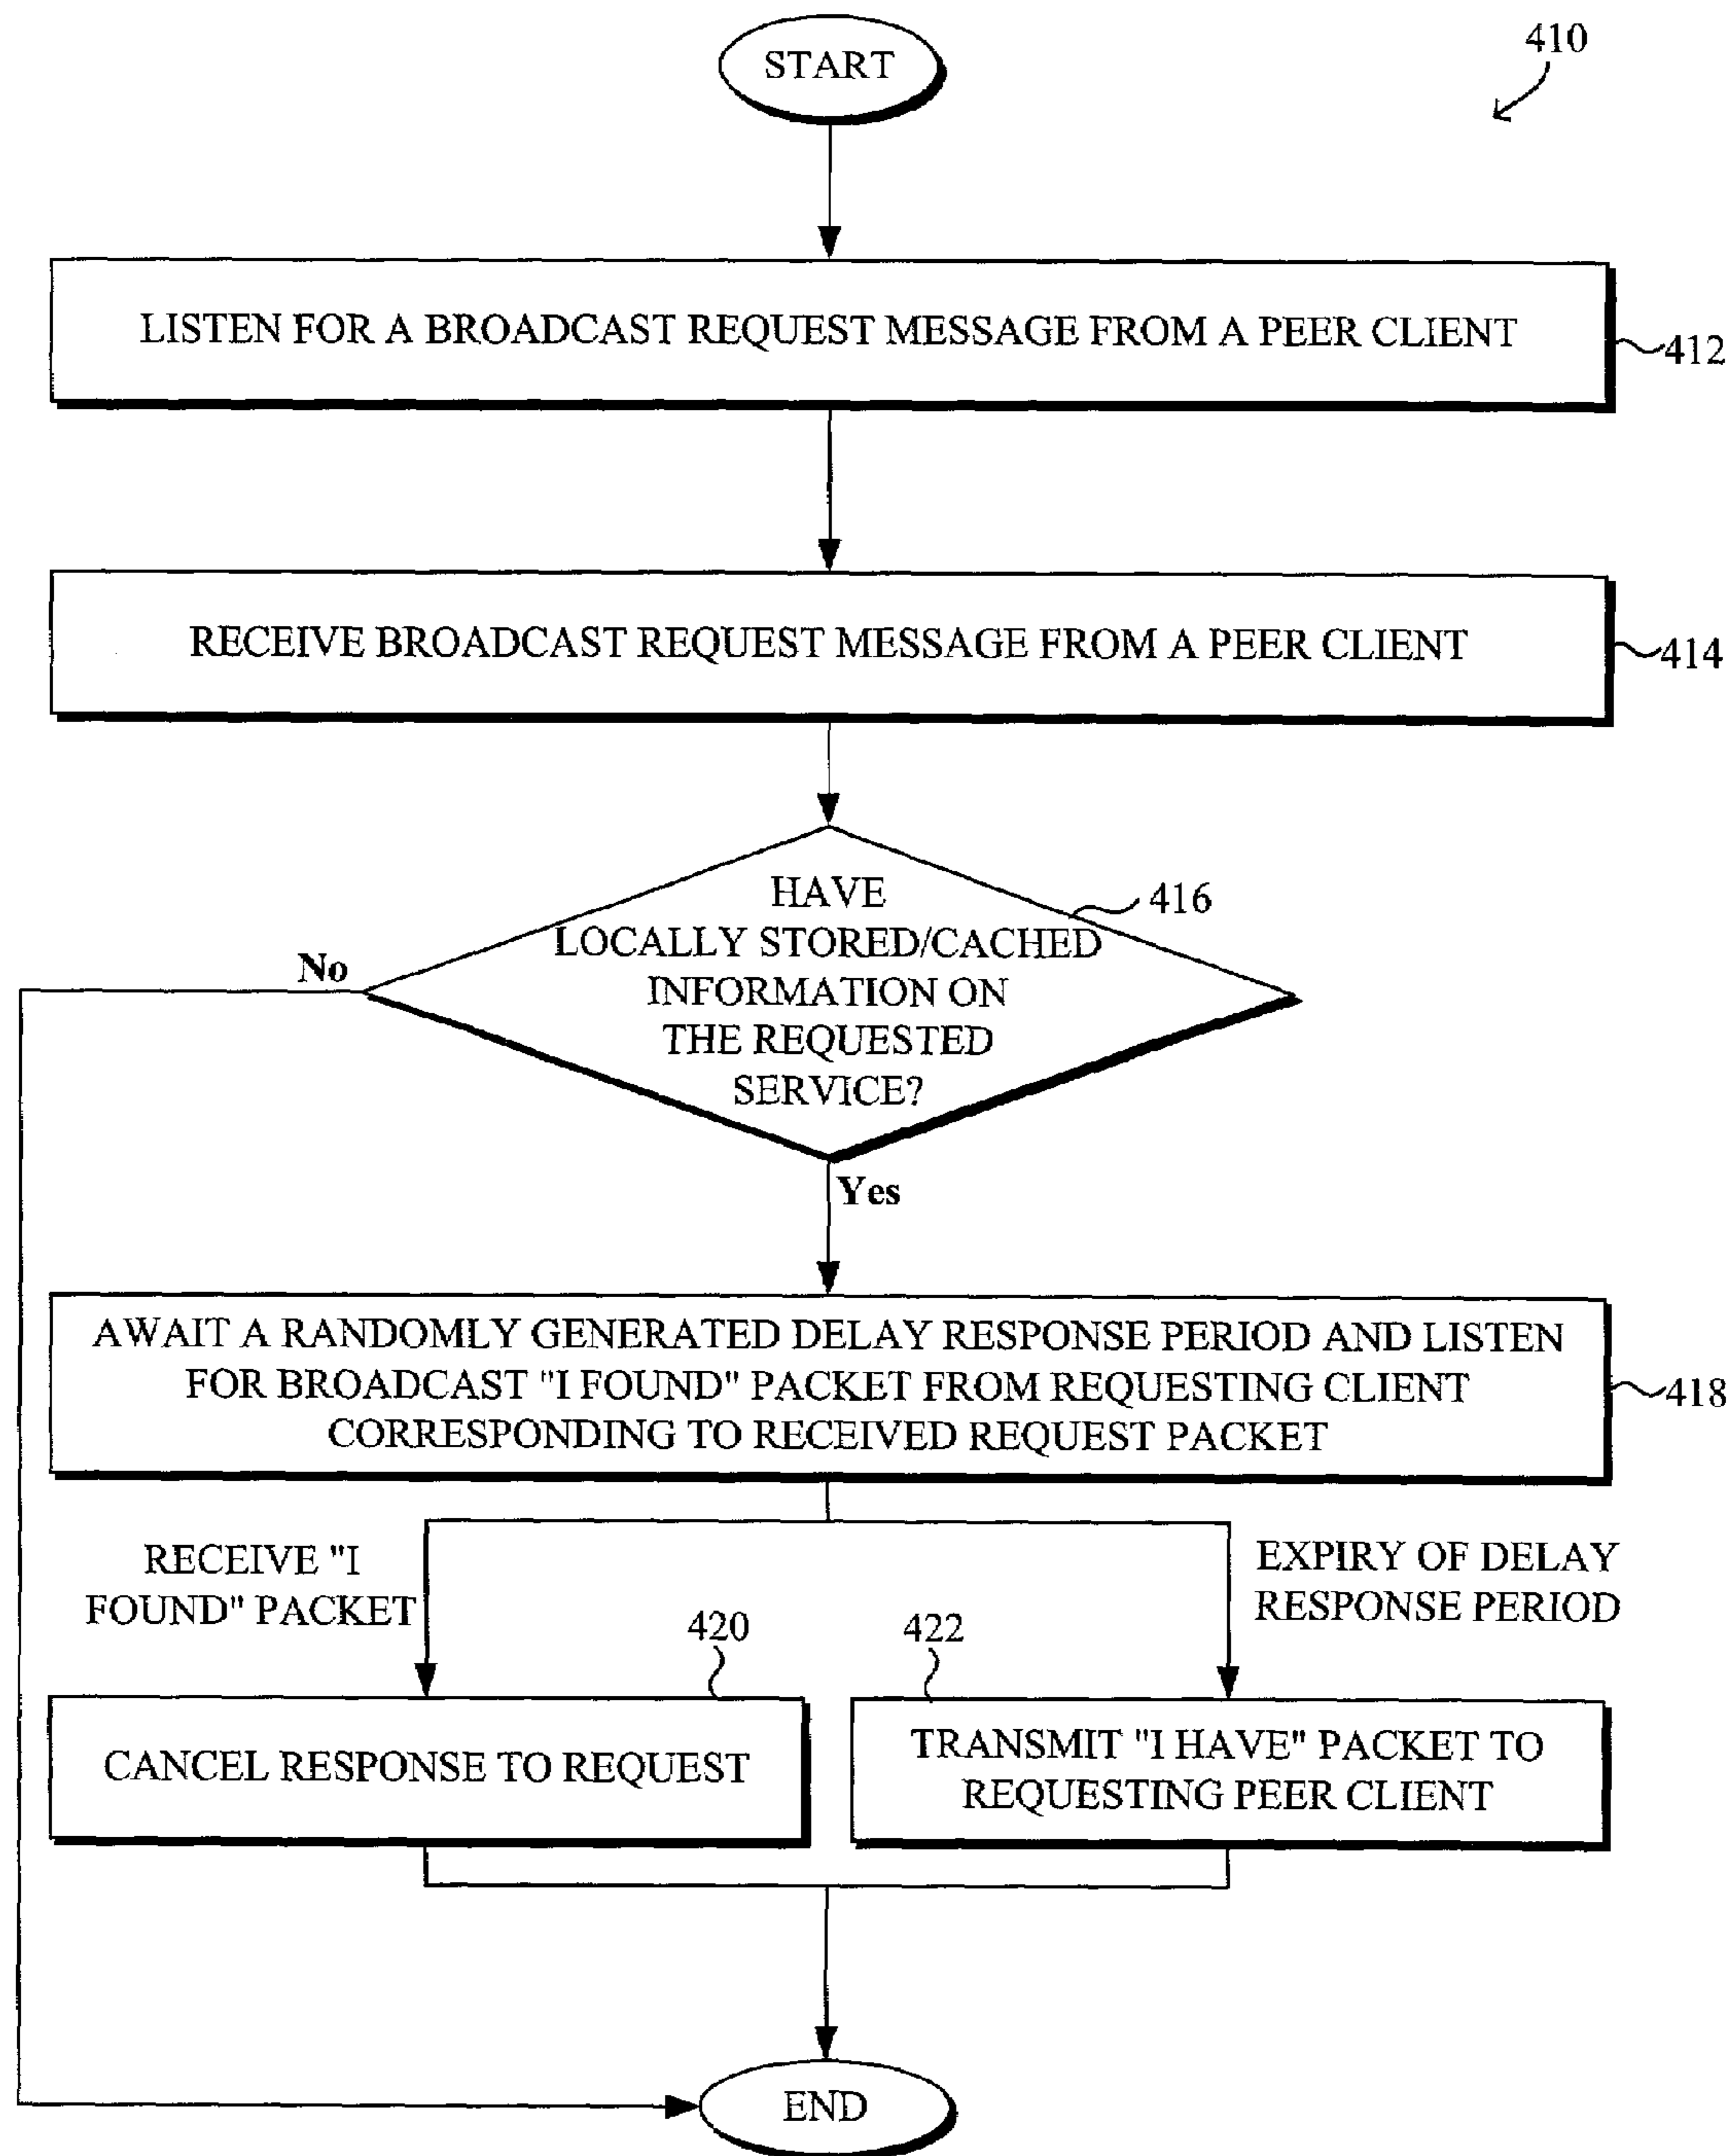 START
410
LISTEN FOR A BROADCAST REQUEST MESSAGE FROM A PEER CLIENT
412
RECEIVE BROADCAST REQUEST MESSAGE FROM A PEER CLIENT
414
HAVE
LOCALLY STORED/CACHED
INFORMATION ON
THE REQUESTED
SERVICE?
416
No
Yes
AWAIT A RANDOMLY GENERATED DELAY RESPONSE PERIOD AND LISTEN
FOR BROADCAST "I FOUND" PACKET FROM REQUESTING CLIENT
CORRESPONDING TO RECEIVED REQUEST PACKET
418
RECEIVE "I
FOUND" PACKET
EXPIRY OF DELAY
RESPONSE PERIOD
420
422
CANCEL RESPONSE TO REQUEST
TRANSMIT "I HAVE" PACKET TO
REQUESTING PEER CLIENT
END